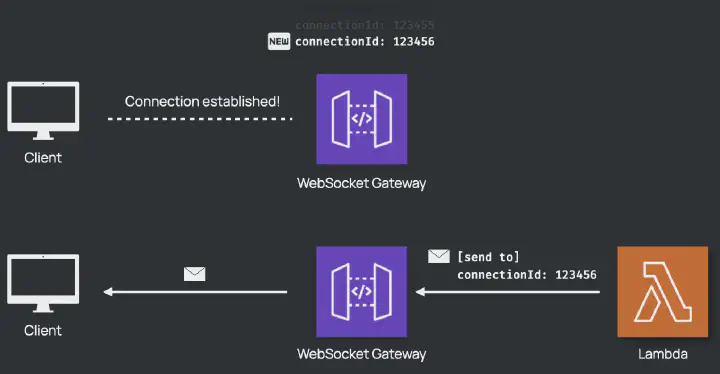 connectionId: 123455
NEW connectionId: 123456
Connection established!
Client
WebSocket Gateway
[send to]
connectionId: 123456
Client
WebSocket Gateway
Lambda